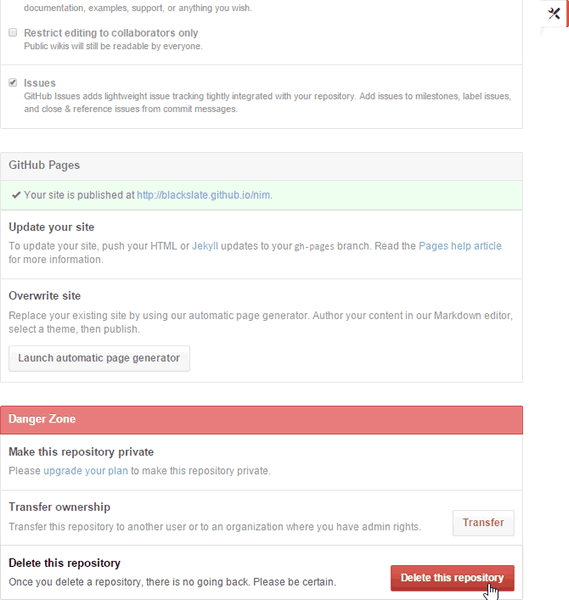 documentation, examples, support, or anything you wish.
Restrict editing to collaborators only
Public wikis will still be readable by everyone.
Issues
GitHub Issues adds lightweight issue tracking tightly integrated with your repository. Add issues to milestones, label issues,
and close & reference issues from commit messages.
GitHub Pages
Your site is published at http://blackslate.github.io/nim.
Update your site
To update your site, push your HTML or Jekyll updates to your gh-pages branch. Read the Pages help article
for more information.
Overwrite site
Replace your existing site by using our automatic page generator. Author your content in our Markdown editor,
select a theme, then publish.
Launch automatic page generator
Danger Zone
Make this repository private
Please upgrade your plan to make this repository private.
Transfer ownership
Transfer this repository to another user or to an organization where you have admin rights.
Transfer
Delete this repository
Once you delete a repository, there is no going back. Please be certain.
Delete this repository